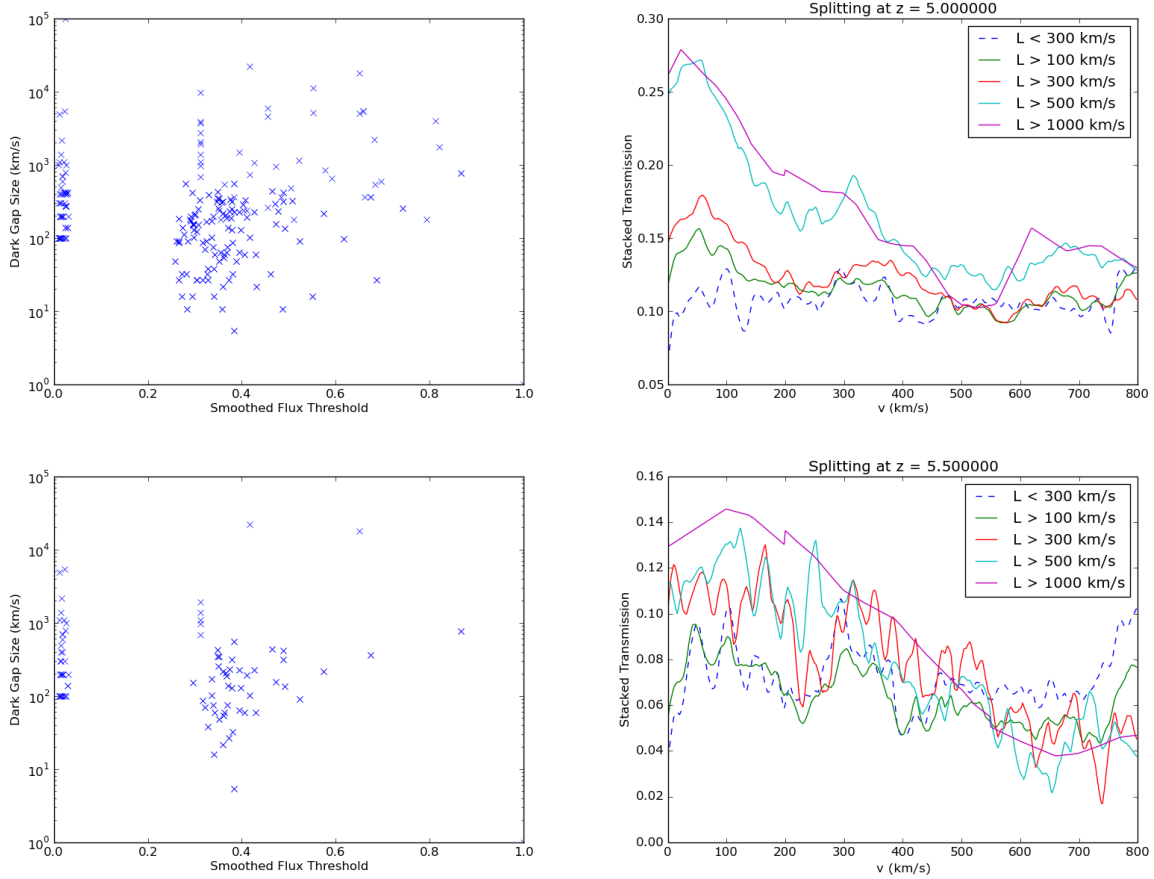 10^5
10^4
10^3
10^2
10^1
10^0
Dark Gap Size (km/s)
0.0 0.2 0.4 0.6 0.8 1.0
Smoothed Flux Threshold
Splitting at z = 5.000000
0.30
0.25
0.20
0.15
0.10
0.05
Stacked Transmission
L < 300 km/s
L > 100 km/s
L > 300 km/s
L > 500 km/s
L > 1000 km/s
0 100 200 300 400 500 600 700 800
v (km/s)
10^5
10^4
10^3
10^2
10^1
10^0
Dark Gap Size (km/s)
0.0 0.2 0.4 0.6 0.8 1.0
Smoothed Flux Threshold
Splitting at z = 5.500000
0.16
0.14
0.12
0.10
0.08
0.06
0.04
0.02
0.00
Stacked Transmission
L < 300 km/s
L > 100 km/s
L > 300 km/s
L > 500 km/s
L > 1000 km/s
0 100 200 300 400 500 600 700 800
v (km/s)